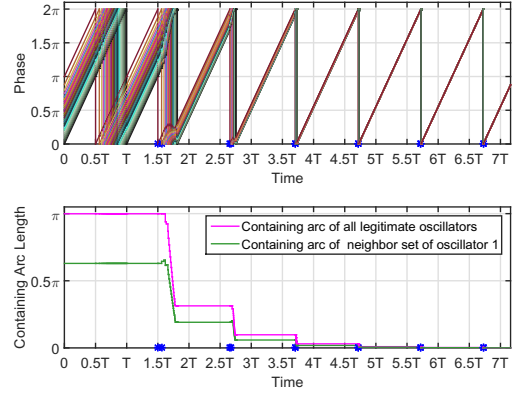 2π
1.5π
π
0.5π
0
Phase
0 0.5T T 1.5T 2T 2.5T 3T 3.5T 4T 4.5T 5T 5.5T 6T 6.5T 7T
Time
π
0.5π
0
Containing Arc Length
Containing arc of all legitimate oscillators
Containing arc of neighbor set of oscillator 1
0 0.5T T 1.5T 2T 2.5T 3T 3.5T 4T 4.5T 5T 5.5T 6T 6.5T 7T
Time